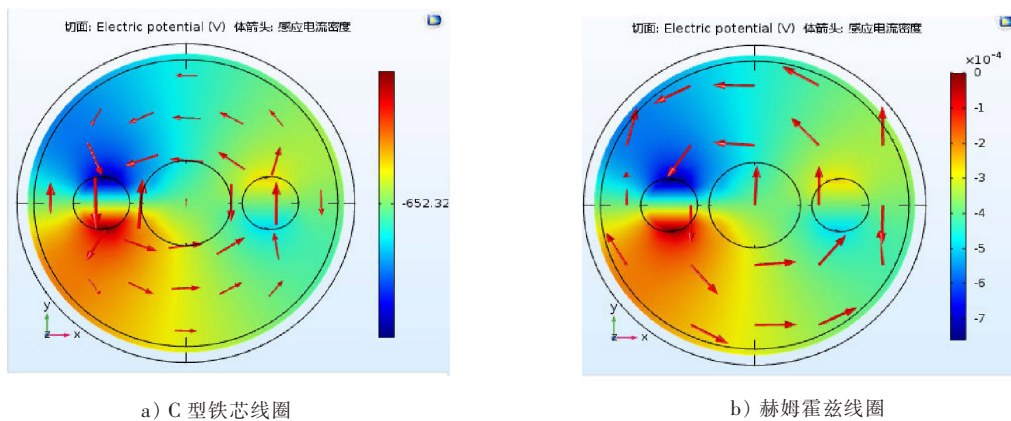 切面: Electric potential (V) 体箭头: 感应电流密度
-652.32
y
z
x
a) C 型铁芯线圈
切面: Electric potential (V) 体箭头: 感应电流密度
×10⁻⁴
0
-1
-2
-3
-4
-5
-6
-7
y
z
x
b) 赫姆霍兹线圈